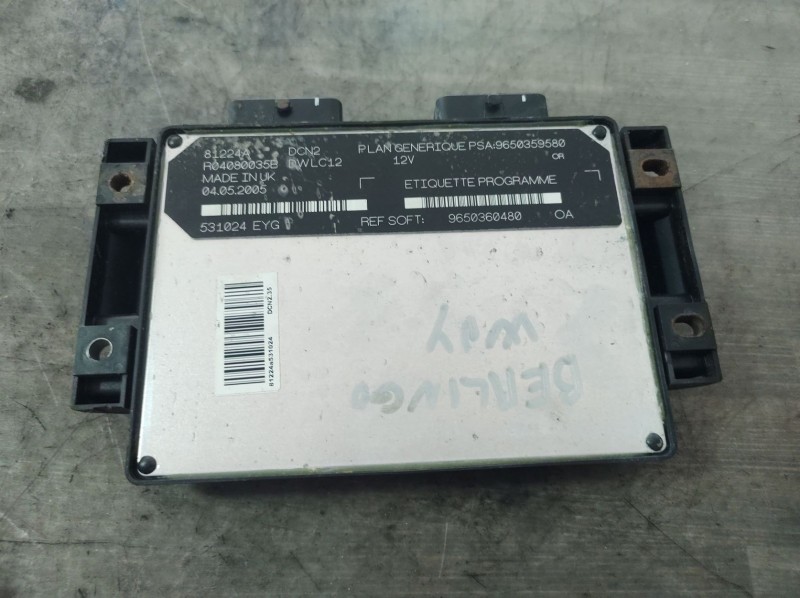 81224A DCN2 PLAN GENERIQUE PSA:9650359580
R04080035B DWLC12 12V OR
MADE IN UK
04.05.2005 ETIQUETTE PROGRAMME
531024 EYG REF SOFT: 9650360480 OA
81224a531024 DCN2.35
BERLINGO
WAY